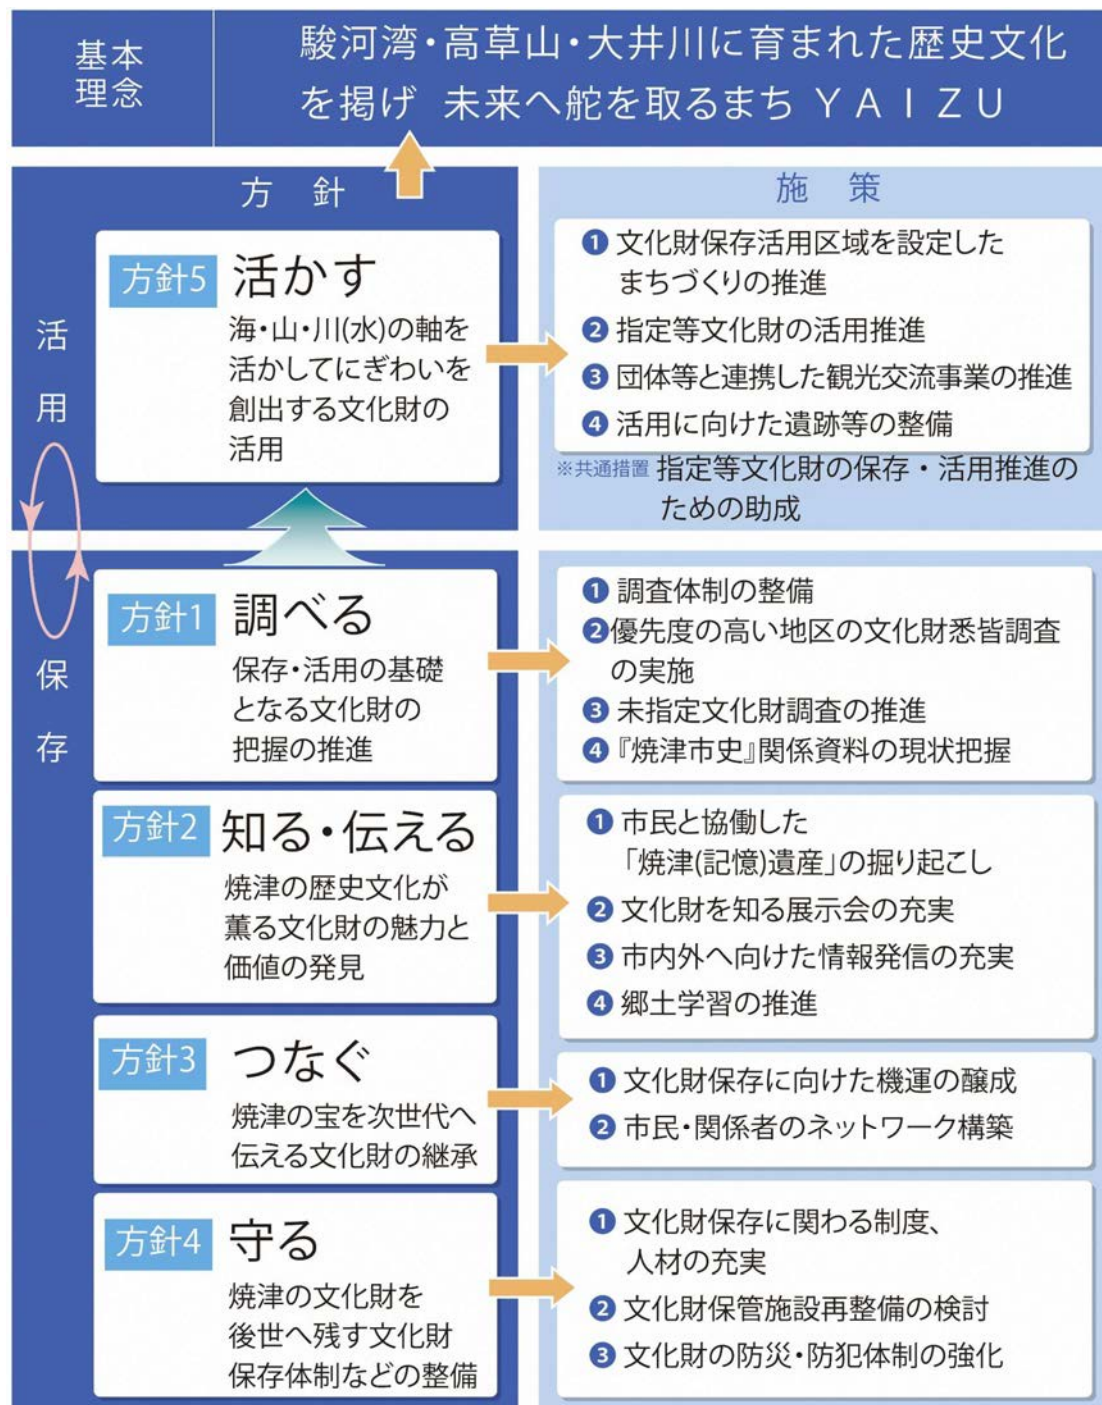 基本
理念
駿河湾・高草山・大井川に育まれた歴史文化
を掲げ 未来へ舵を取るまち ＹＡＩＺＵ
方 針
施 策
活用
保存
方針5 活かす
海・山・川(水)の軸を
活かしてにぎわいを
創出する文化財の
活用
❶ 文化財保存活用区域を設定した
まちづくりの推進
❷ 指定等文化財の活用推進
❸ 団体等と連携した観光交流事業の推進
❹ 活用に向けた遺跡等の整備
※共通措置 指定等文化財の保存・活用推進の
ための助成
方針1 調べる
保存・活用の基礎
となる文化財の
把握の推進
❶ 調査体制の整備
❷優先度の高い地区の文化財悉皆調査
の実施
❸ 未指定文化財調査の推進
❹『焼津市史』関係資料の現状把握
方針2 知る・伝える
焼津の歴史文化が
薫る文化財の魅力と
価値の発見
❶ 市民と協働した
「焼津(記憶)遺産」の掘り起こし
❷ 文化財を知る展示会の充実
❸ 市内外へ向けた情報発信の充実
❹ 郷土学習の推進
方針3 つなぐ
焼津の宝を次世代へ
伝える文化財の継承
❶ 文化財保存に向けた機運の醸成
❷ 市民・関係者のネットワーク構築
方針4 守る
焼津の文化財を
後世へ残す文化財
保存体制などの整備
❶ 文化財保存に関わる制度、
人材の充実
❷ 文化財保管施設再整備の検討
❸ 文化財の防災・防犯体制の強化